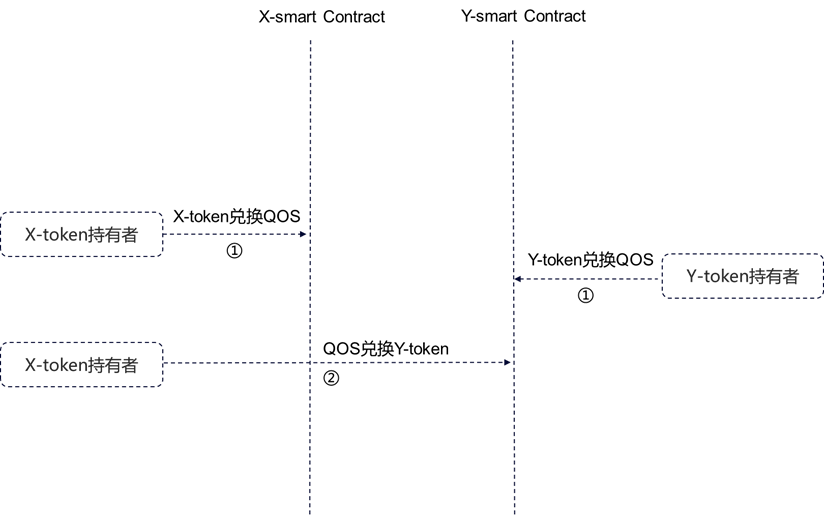 X-smart Contract
Y-smart Contract
X-token兑换QOS
X-token持有者
①
Y-token兑换QOS
Y-token持有者
①
QOS兑换Y-token
X-token持有者
②